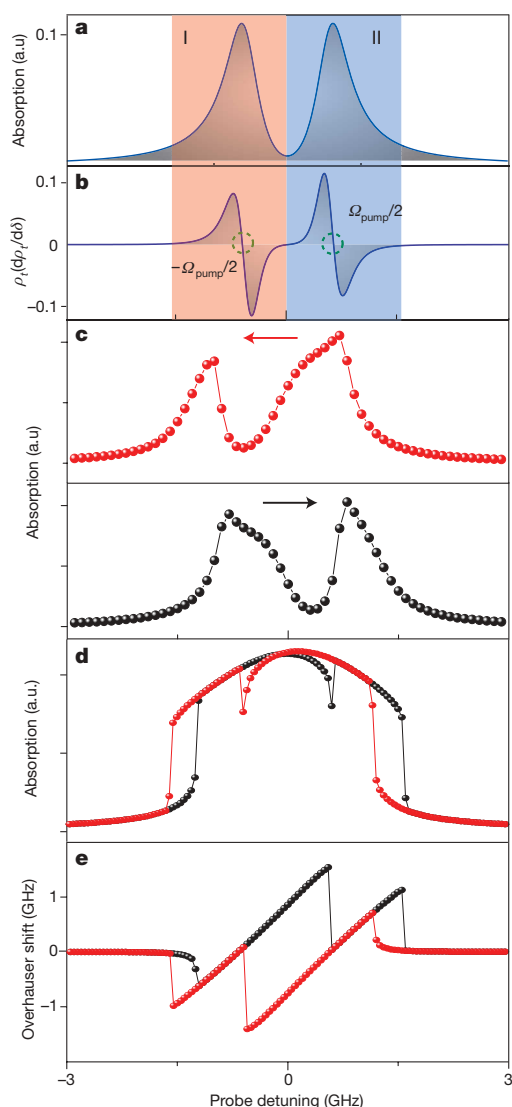 a
I
II
0.1
Absorption (a.u)
b
0.1
0
-0.1
Ωpump/2
−Ωpump/2
ρt(dρt/dδ)
c
Absorption (a.u)
d
Absorption (a.u.)
e
1
0
−1
Overhauser shift (GHz)
−3
0
3
Probe detuning (GHz)